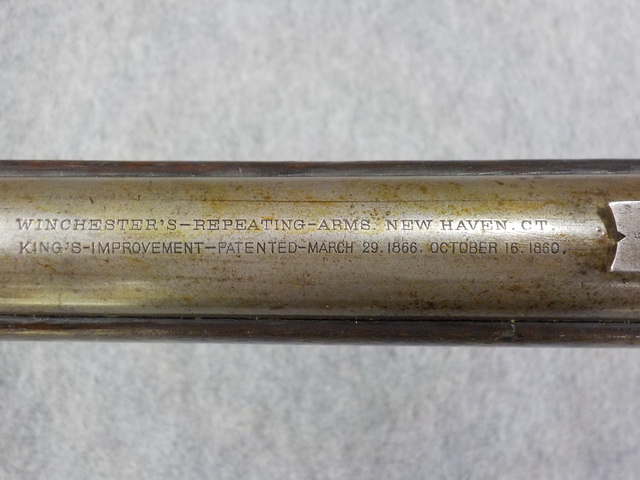 WINCHESTER'S-REPEATING-ARMS. NEW HAVEN. CT.
KING'S-IMPROVEMENT-PATENTED-MARCH 29. 1866. OCTOBER 16. 1860.